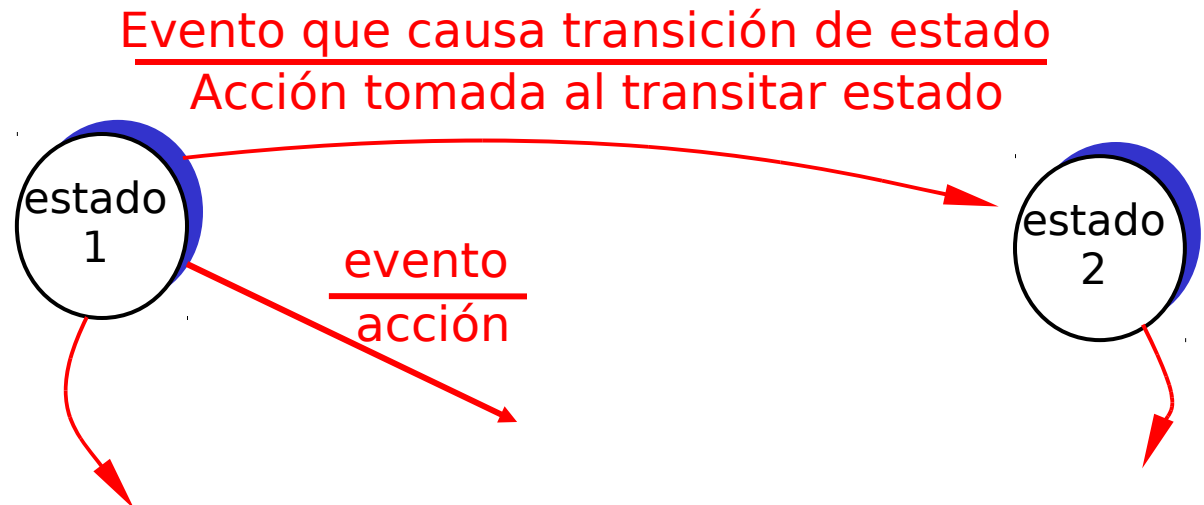 Evento que causa transición de estado
Acción tomada al transitar estado
estado
1
estado
2
evento
acción